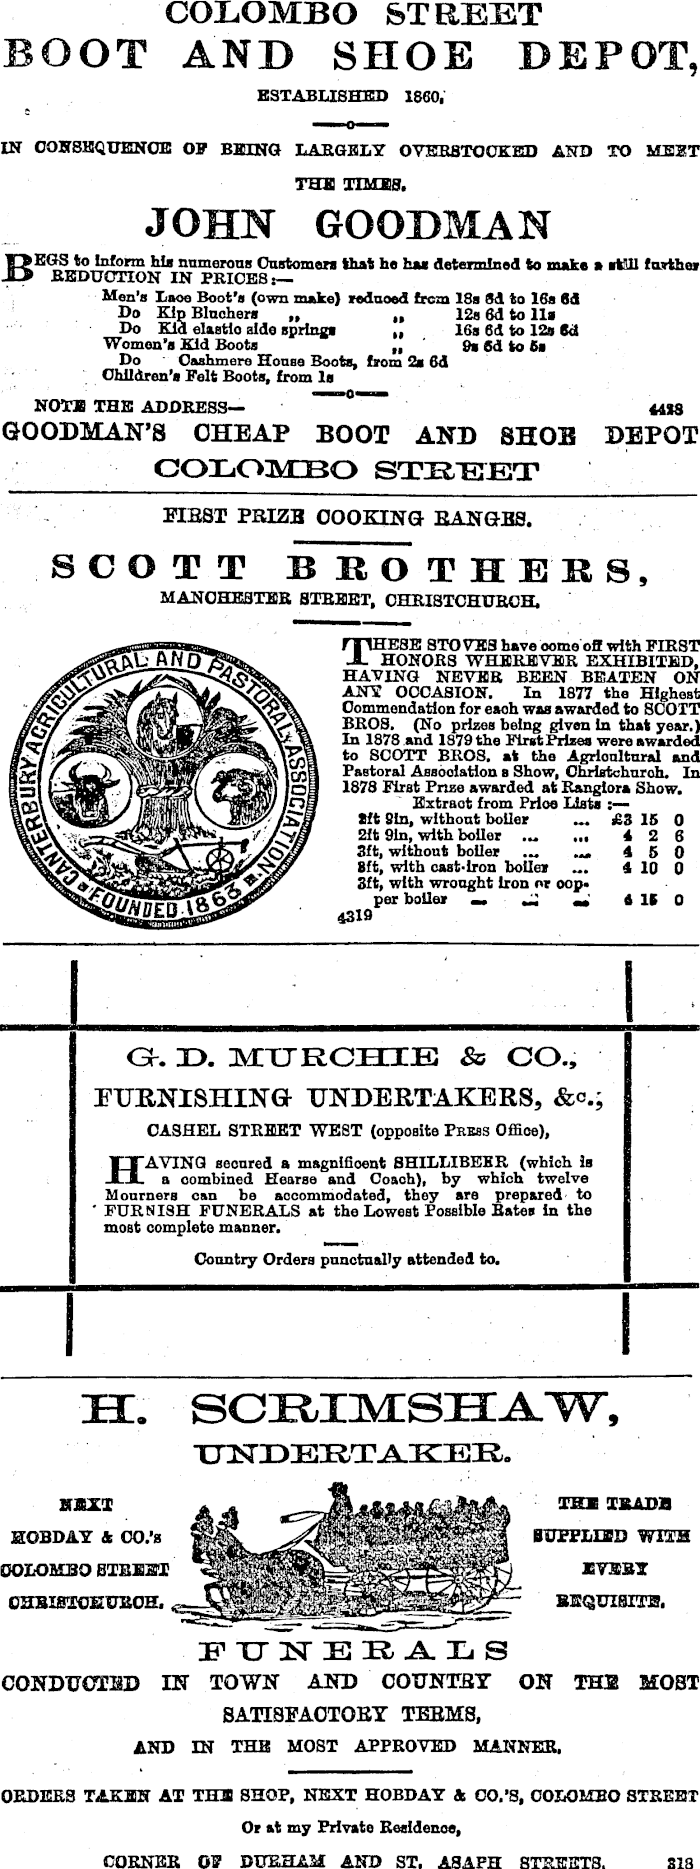 COLOMBO STREET
BOOT AND SHOE DEPOT,
ESTABLISHED 1860,
IN CONSEQUENCE OF BEING LARGELY OVERSTOCKED AND TO MEET
THE TIMES.
JOHN GOODMAN
BEGS to inform his numerous Customers that he has determined to make a still further
REDUCTION IN PRICES:—
Men's Lace Boot's (own make) reduced from 18s 6d to 16s 6d
Do Kip Bluchers „ „ 12s 6d to 11s
Do Kid elastic side springs „ 16s 6d to 12s 6d
Women's Kid Boots „ 9s 6d to 5s
Do Cashmere House Boots, from 2s 6d
Children's Felt Boots, from 1s
NOTE THE ADDRESS— 4428
GOODMAN'S CHEAP BOOT AND SHOE DEPOT
COLOMBO STREET
FIRST PRIZE COOKING RANGES.
SCOTT BROTHERS,
MANCHESTER STREET, CHRISTCHURCH.
CANTERBURY AGRICULTURAL AND PASTORAL ASSOCIATION
FOUNDED 1863
THESE STOVES have come off with FIRST
HONORS WHEREVER EXHIBITED,
HAVING NEVER BEEN BEATEN ON
ANY OCCASION. In 1877 the Highest
Commendation for each was awarded to SCOTT
BROS. (No prizes being given in that year.)
In 1878 and 1879 the First Prizes were awarded
to SCOTT BROS. at the Agricultural and
Pastoral Associations Show, Christchurch. In
1878 First Prize awarded at Rangiora Show.
Extract from Price Lists :—
2ft 9in, without boiler ... £3 15 0
2ft 9in, with boiler ... ... 4 2 6
3ft, without boiler ... ... 4 5 0
3ft, with cast-iron boiler ... 4 10 0
3ft, with wrought iron or cop-
per boiler ... ... ... 4 15 0
4319
G. D. MURCHIE & CO.,
FURNISHING UNDERTAKERS, &c.,
CASHEL STREET WEST (opposite PRESS Office),
HAVING secured a magnificent SHILLIBEER (which is
a combined Hearse and Coach), by which twelve
Mourners can be accommodated, they are prepared to
FURNISH FUNERALS at the Lowest Possible Rates in the
most complete manner.
Country Orders punctually attended to.
H. SCRIMSHAW,
UNDERTAKER.
NEXT
HOBDAY & CO.'s
COLOMBO STREET
CHRISTCHURCH.
THE TRADE
SUPPLIED WITH
EVERY
REQUISITE.
FUNERALS
CONDUCTED IN TOWN AND COUNTRY ON THE MOST
SATISFACTORY TERMS,
AND IN THE MOST APPROVED MANNER.
ORDERS TAKEN AT THE SHOP, NEXT HOBDAY & CO.'S, COLOMBO STREET
Or at my Private Residence,
CORNER OF DURHAM AND ST. ASAPH STREETS. 318